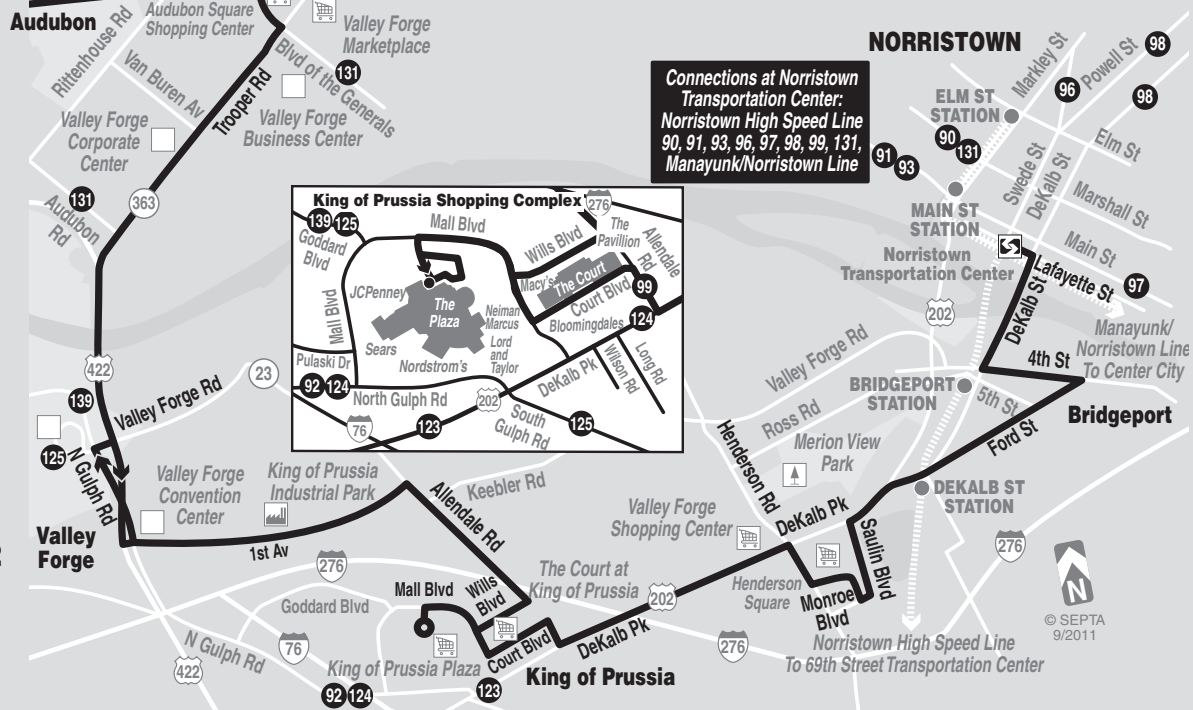 Audubon
Rittenhouse Rd
Audubon Square
Shopping Center
Valley Forge
Marketplace
Van Buren Av
Blvd of the Generals
131
Trooper Rd
Valley Forge
Business Center
Valley Forge
Corporate
Center
131
Audubon
Rd
363
422
139
Valley Forge Rd
23
125
N Gulph Rd
Valley
Forge
Valley Forge
Convention
Center
King of Prussia
Industrial Park
1st Av
276
Goddard Blvd
N Gulph Rd
76
422
Keebler Rd
Allendale Rd
Mall Blvd
Wills
Blvd
The Court at
King of Prussia
King of Prussia Plaza
Court Blvd
92
124
123
King of Prussia
DeKalb Pk
202
276
King of Prussia Shopping Complex
276
139
125
Goddard
Blvd
Mall Blvd
Wills Blvd
The
Pavilion
Allendale
Rd
Mall Blvd
JCPenney
The
Plaza
Macy's
The Court
Court Blvd
99
Bloomingdales
124
Neiman
Marcus
Lord
and
Taylor
Sears
Nordstrom's
Pulaski Dr
92
124
North Gulph Rd
202
DeKalb Pk
Wilson Rd
Long Rd
76
123
South
Gulph Rd
125
Connections at Norristown
Transportation Center:
Norristown High Speed Line
90, 91, 93, 96, 97, 98, 99, 131,
Manayunk/Norristown Line
NORRISTOWN
Markley St
Powell St
98
96
98
ELM ST
STATION
90
131
91
93
Elm St
Swede St
DeKalb St
Marshall St
MAIN ST
STATION
Main St
Norristown
Transportation Center
Lafayette St
97
202
DeKalb St
Manayunk/
Norristown Line
To Center City
4th St
Valley Forge Rd
BRIDGEPORT
STATION
5th St
Bridgeport
Ross Rd
Ford St
Henderson Rd
Merion View
Park
DEKALB ST
STATION
Valley Forge
Shopping Center
DeKalb Pk
Saulin Blvd
Henderson
Square
Monroe
Blvd
276
N
© SEPTA
9/2011
Norristown High Speed Line
To 69th Street Transportation Center